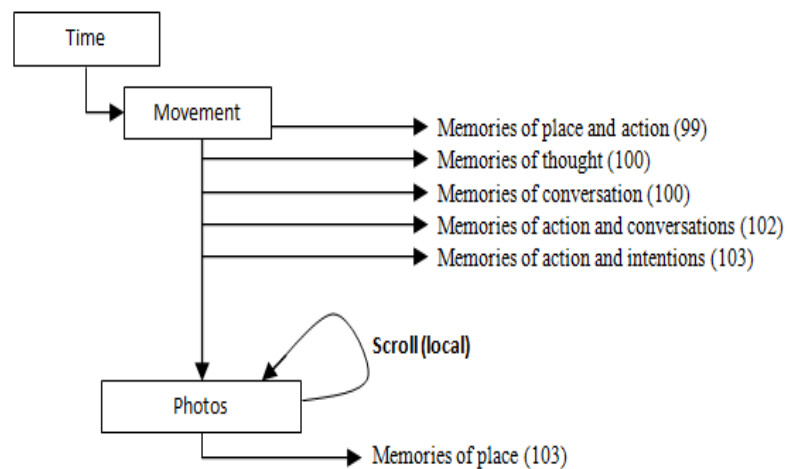 Time
Movement
Memories of place and action (99)
Memories of thought (100)
Memories of conversation (100)
Memories of action and conversations (102)
Memories of action and intentions (103)
Scroll (local)
Photos
Memories of place (103)